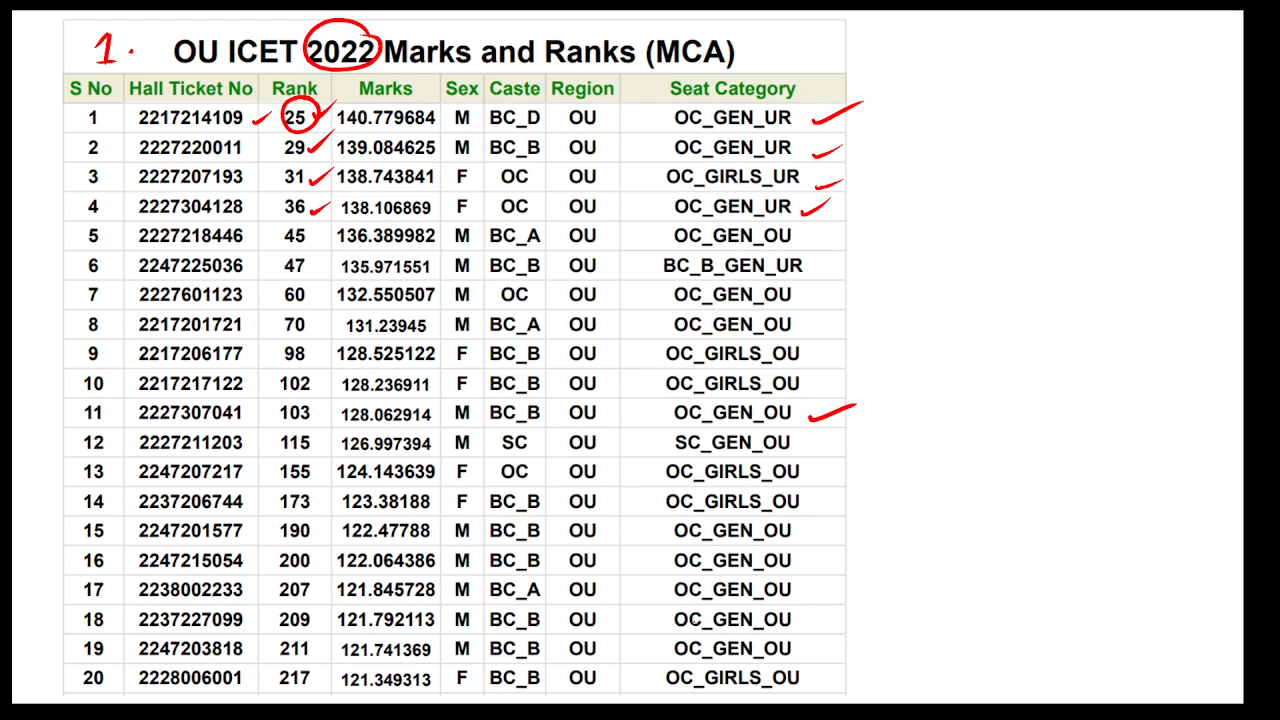 1. OU ICET 2022 Marks and Ranks (MCA)
S No Hall Ticket No Rank Marks Sex Caste Region Seat Category
1 2217214109 25 140.779684 M BC_D OU OC_GEN_UR
2 2227220011 29 139.084625 M BC_B OU OC_GEN_UR
3 2227207193 31 138.743841 F OC OU OC_GIRLS_UR
4 2227304128 36 138.106869 F OC OU OC_GEN_UR
5 2227218446 45 136.389982 M BC_A OU OC_GEN_OU
6 2247225036 47 135.971551 M BC_B OU BC_B_GEN_UR
7 2227601123 60 132.550507 M OC OU OC_GEN_OU
8 2217201721 70 131.23945 M BC_A OU OC_GEN_OU
9 2217206177 98 128.525122 F BC_B OU OC_GIRLS_OU
10 2217217122 102 128.236911 F BC_B OU OC_GIRLS_OU
11 2227307041 103 128.062914 M BC_B OU OC_GEN_OU
12 2227211203 115 126.997394 M SC OU SC_GEN_OU
13 2247207217 155 124.143639 F OC OU OC_GIRLS_OU
14 2237206744 173 123.38188 F BC_B OU OC_GIRLS_OU
15 2247201577 190 122.47788 M BC_B OU OC_GEN_OU
16 2247215054 200 122.064386 M BC_B OU OC_GEN_OU
17 2238002233 207 121.845728 M BC_A OU OC_GEN_OU
18 2237227099 209 121.792113 M BC_B OU OC_GEN_OU
19 2247203818 211 121.741369 M BC_B OU OC_GEN_OU
20 2228006001 217 121.349313 F BC_B OU OC_GIRLS_OU